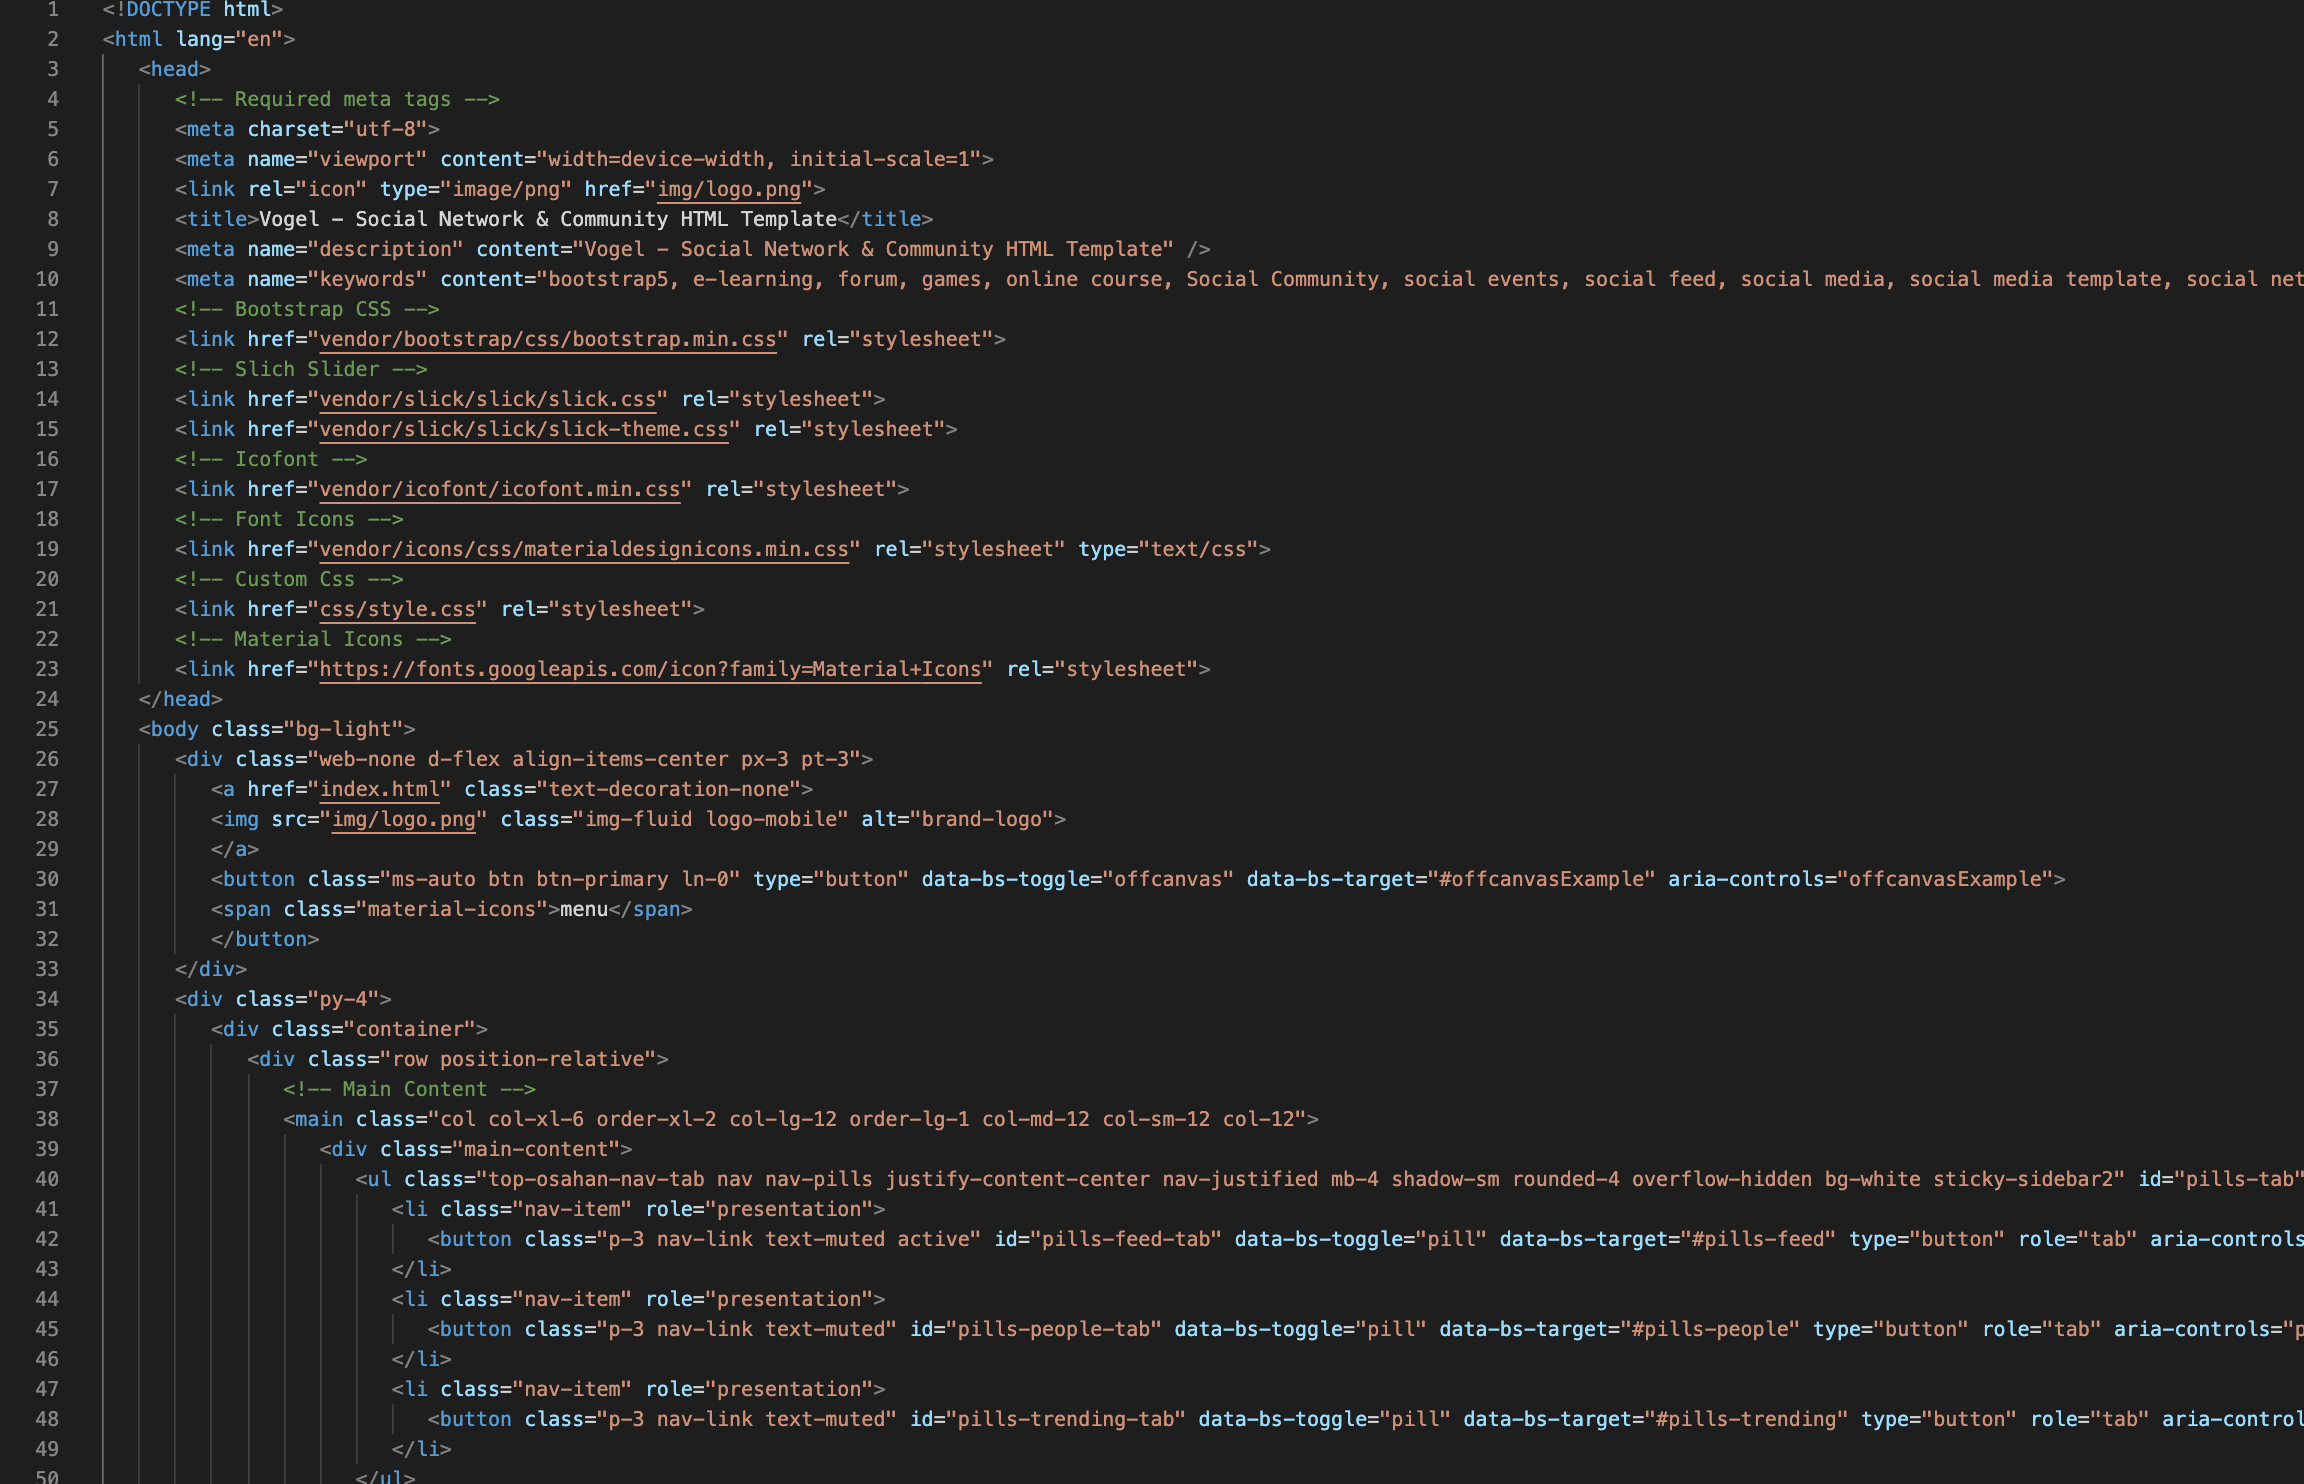 1 <!DOCTYPE html>
2 <html lang="en">
3 <head>
4 <!-- Required meta tags -->
5 <meta charset="utf-8">
6 <meta name="viewport" content="width=device-width, initial-scale=1">
7 <link rel="icon" type="image/png" href="img/logo.png">
8 <title>Vogel - Social Network & Community HTML Template</title>
9 <meta name="description" content="Vogel - Social Network & Community HTML Template" />
10 <meta name="keywords" content="bootstrap5, e-learning, forum, games, online course, Social Community, social events, social feed, social media, social media template, social net
11 <!-- Bootstrap CSS -->
12 <link href="vendor/bootstrap/css/bootstrap.min.css" rel="stylesheet">
13 <!-- Slich Slider -->
14 <link href="vendor/slick/slick/slick.css" rel="stylesheet">
15 <link href="vendor/slick/slick/slick-theme.css" rel="stylesheet">
16 <!-- Icofont -->
17 <link href="vendor/icofont/icofont.min.css" rel="stylesheet">
18 <!-- Font Icons -->
19 <link href="vendor/icons/css/materialdesignicons.min.css" rel="stylesheet" type="text/css">
20 <!-- Custom Css -->
21 <link href="css/style.css" rel="stylesheet">
22 <!-- Material Icons -->
23 <link href="https://fonts.googleapis.com/icon?family=Material+Icons" rel="stylesheet">
24 </head>
25 <body class="bg-light">
26 <div class="web-none d-flex align-items-center px-3 pt-3">
27 <a href="index.html" class="text-decoration-none">
28 <img src="img/logo.png" class="img-fluid logo-mobile" alt="brand-logo">
29 </a>
30 <button class="ms-auto btn btn-primary ln-0" type="button" data-bs-toggle="offcanvas" data-bs-target="#offcanvasExample" aria-controls="offcanvasExample">
31 <span class="material-icons">menu</span>
32 </button>
33 </div>
34 <div class="py-4">
35 <div class="container">
36 <div class="row position-relative">
37 <!-- Main Content -->
38 <main class="col col-xl-6 order-xl-2 col-lg-12 order-lg-1 col-md-12 col-sm-12 col-12">
39 <div class="main-content">
40 <ul class="top-osahan-nav-tab nav nav-pills justify-content-center nav-justified mb-4 shadow-sm rounded-4 overflow-hidden bg-white sticky-sidebar2" id="pills-tab"
41 <li class="nav-item" role="presentation">
42 <button class="p-3 nav-link text-muted active" id="pills-feed-tab" data-bs-toggle="pill" data-bs-target="#pills-feed" type="button" role="tab" aria-controls
43 </li>
44 <li class="nav-item" role="presentation">
45 <button class="p-3 nav-link text-muted" id="pills-people-tab" data-bs-toggle="pill" data-bs-target="#pills-people" type="button" role="tab" aria-controls="p
46 </li>
47 <li class="nav-item" role="presentation">
48 <button class="p-3 nav-link text-muted" id="pills-trending-tab" data-bs-toggle="pill" data-bs-target="#pills-trending" type="button" role="tab" aria-control
49 </li>
50 </ul>